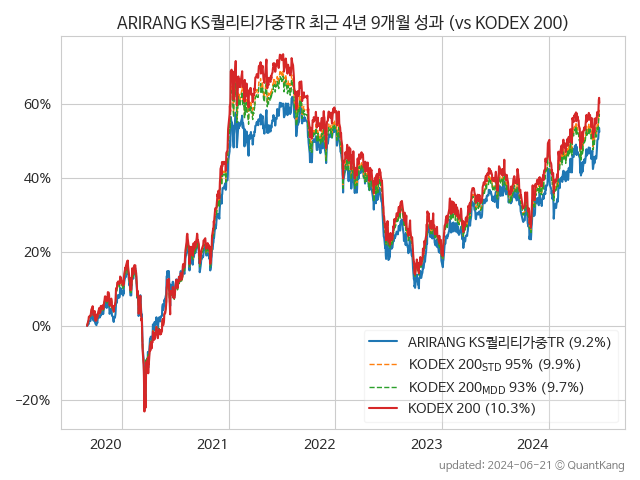 ARIRANG KS퀄리티가중TR 최근 4년 9개월 성과 (vs KODEX 200)
60%
40%
20%
0%
−20%
ARIRANG KS퀄리티가중TR (9.2%)
KODEX 200STD 95% (9.9%)
KODEX 200MDD 93% (9.7%)
KODEX 200 (10.3%)
2020 2021 2022 2023 2024
updated: 2024-06-21 © QuantKang